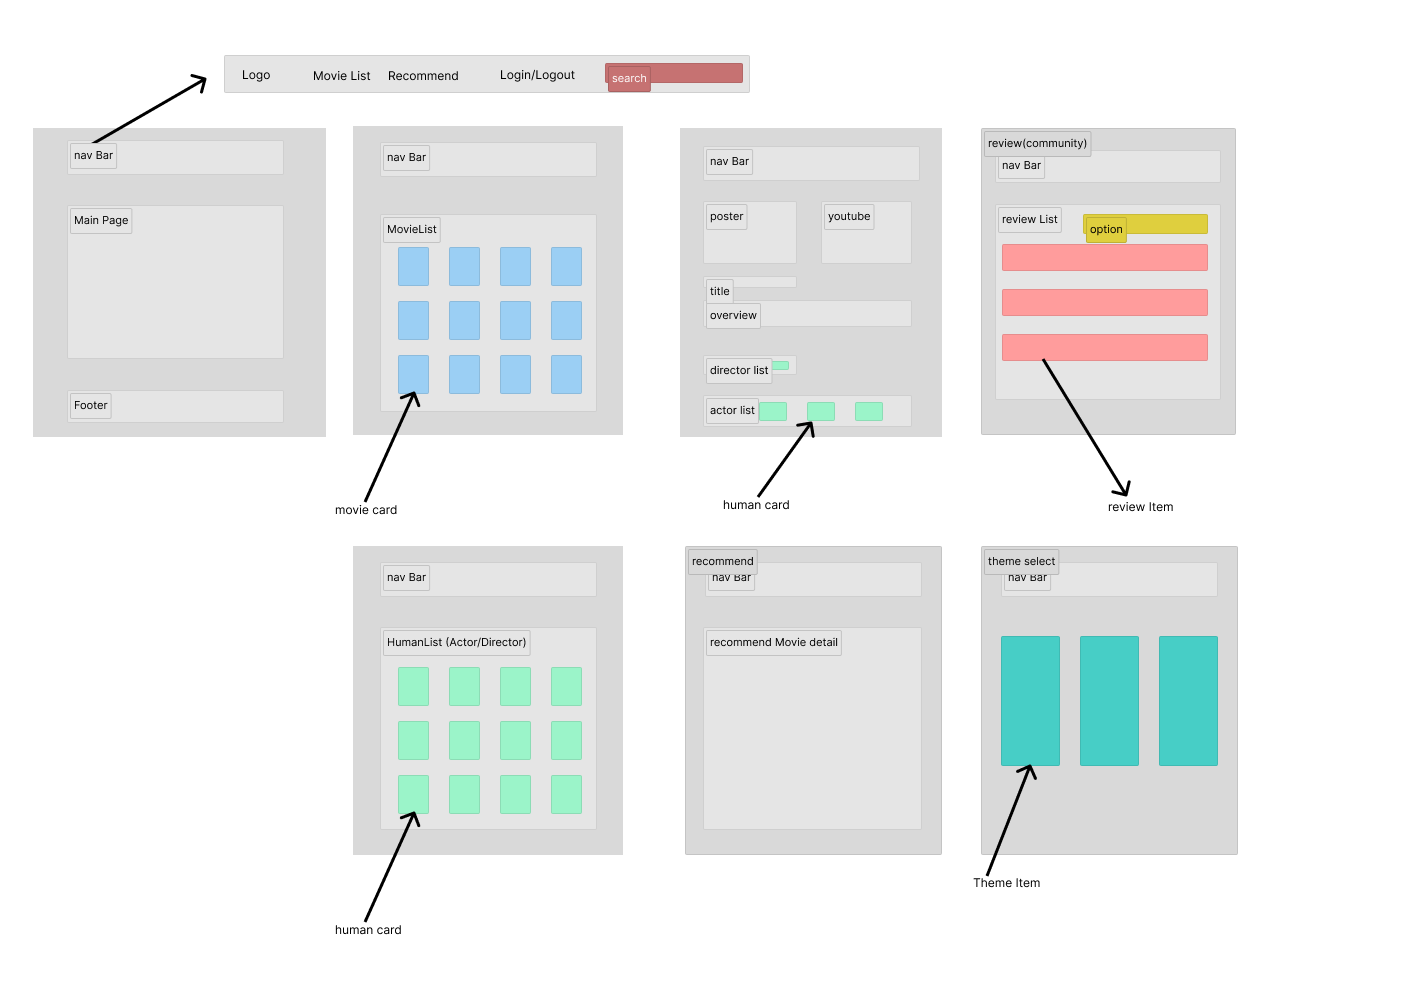 Logo
Movie List
Recommend
Login/Logout
search
nav Bar
Main Page
Footer
nav Bar
MovieList
movie card
nav Bar
poster
youtube
title
overview
director list
actor list
human card
review(community)
nav Bar
review List
option
review Item
nav Bar
HumanList (Actor/Director)
human card
recommend
nav Bar
recommend Movie detail
theme select
nav Bar
Theme Item